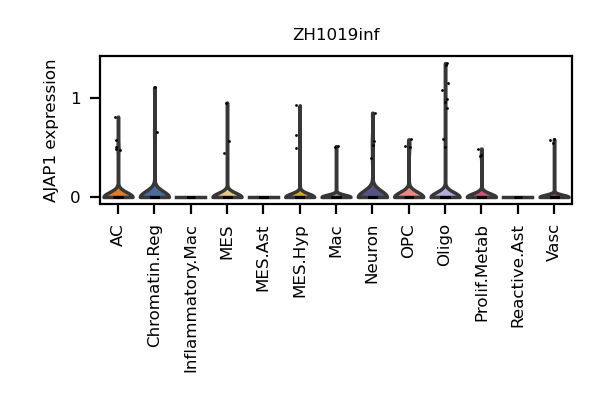 ZH1019inf
AJAP1 expression
1
0
AC
Chromatin.Reg
Inflammatory.Mac
MES
MES.Ast
MES.Hyp
Mac
Neuron
OPC
Oligo
Prolif.Metab
Reactive.Ast
Vasc